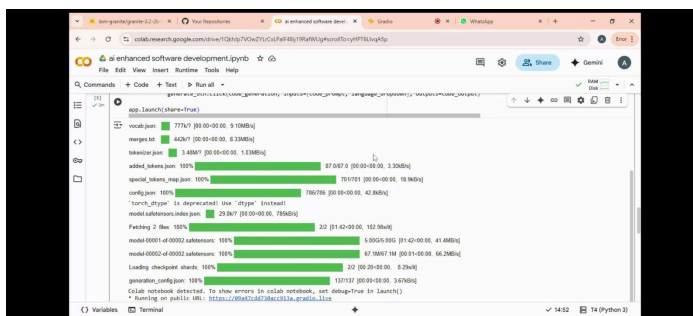 ibm-granite/granite-3.2-2b-i
Your Repositories
ai enhanced software devel
Gradio
WhatsApp
colab.research.google.com/drive/
ai enhanced software development.ipynb
File Edit View Insert Runtime Tools Help
Share
Gemini
A
Error
Commands + Code + Text Run all
RAM
Disk
[5]
app.launch(share=True)
vocab.json: 777k/? [00:00<00:00, 9.10MB/s]
merges.txt: 442k/? [00:00<00:00, 8.33MB/s]
tokenizer.json: 3.48M/? [00:00<00:00, 1.03MB/s]
added_tokens.json: 100% 87.0/87.0 [00:00<00:00, 3.30kB/s]
special_tokens_map.json: 100% 701/701 [00:00<00:00, 18.9kB/s]
config.json: 100% 786/786 [00:00<00:00, 42.8kB/s]
`torch_dtype` is deprecated! Use `dtype` instead!
model.safetensors.index.json: 29.8k/? [00:00<00:00, 785kB/s]
Fetching 2 files: 100% 2/2 [01:42<00:00, 102.98s/it]
model-00001-of-00002.safetensors: 100% 5.00G/5.00G [01:42<00:00, 41.4MB/s]
model-00002-of-00002.safetensors: 100% 67.1M/67.1M [00:01<00:00, 66.2MB/s]
Loading checkpoint shards: 100% 2/2 [00:20<00:00, 8.29s/it]
generation_config.json: 100% 137/137 [00:00<00:00, 3.67kB/s]
Colab notebook detected. To show errors in colab notebook, set debug=True in launch()
* Running on public URL: https://09a47cdd730acc913a.gradio.live
Variables Terminal
14:52 T4 (Python 3)